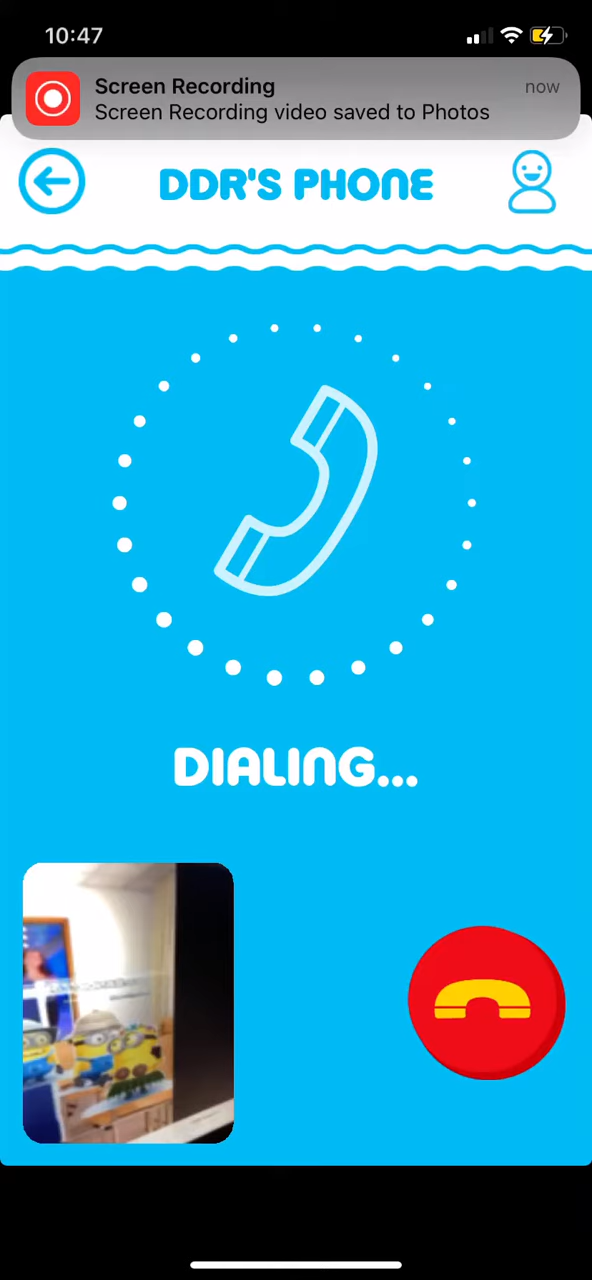 10:47
Screen Recording
now
Screen Recording video saved to Photos
DDR'S PHONE
DIALING...